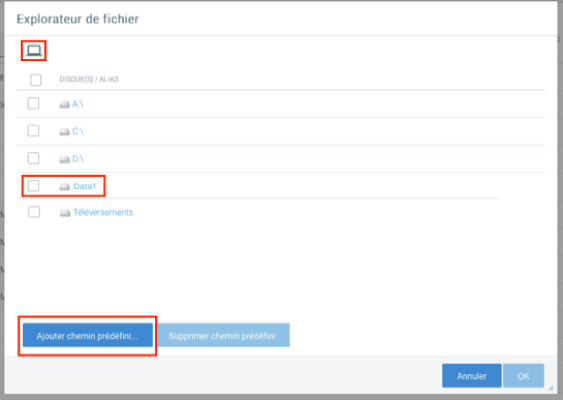 Explorateur de fichier
DISQUE(S) / ALIAS
A:\
C:\
D:\
Data1
Téléversements
Ajouter chemin prédéfini...
Supprimer chemin prédéfini
Annuler
OK